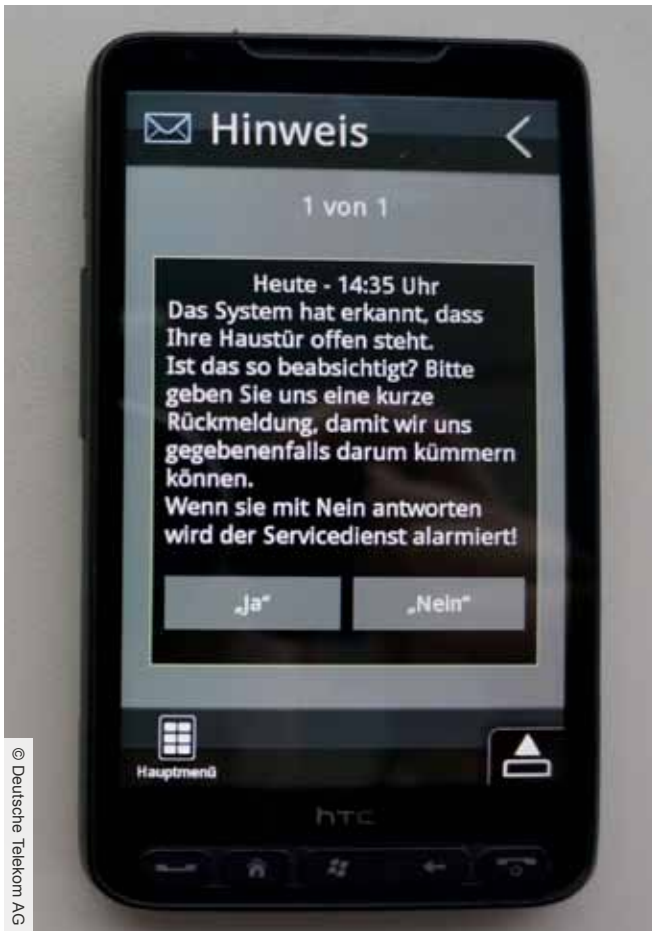 Hinweis
1 von 1
Heute - 14:35 Uhr
Das System hat erkannt, dass
Ihre Haustür offen steht.
Ist das so beabsichtigt? Bitte
geben Sie uns eine kurze
Rückmeldung, damit wir uns
gegebenenfalls darum kümmern
können.
Wenn sie mit Nein antworten
wird der Servicedienst alarmiert!
„Ja“ „Nein“
Hauptmenü
hTC
© Deutsche Telekom AG